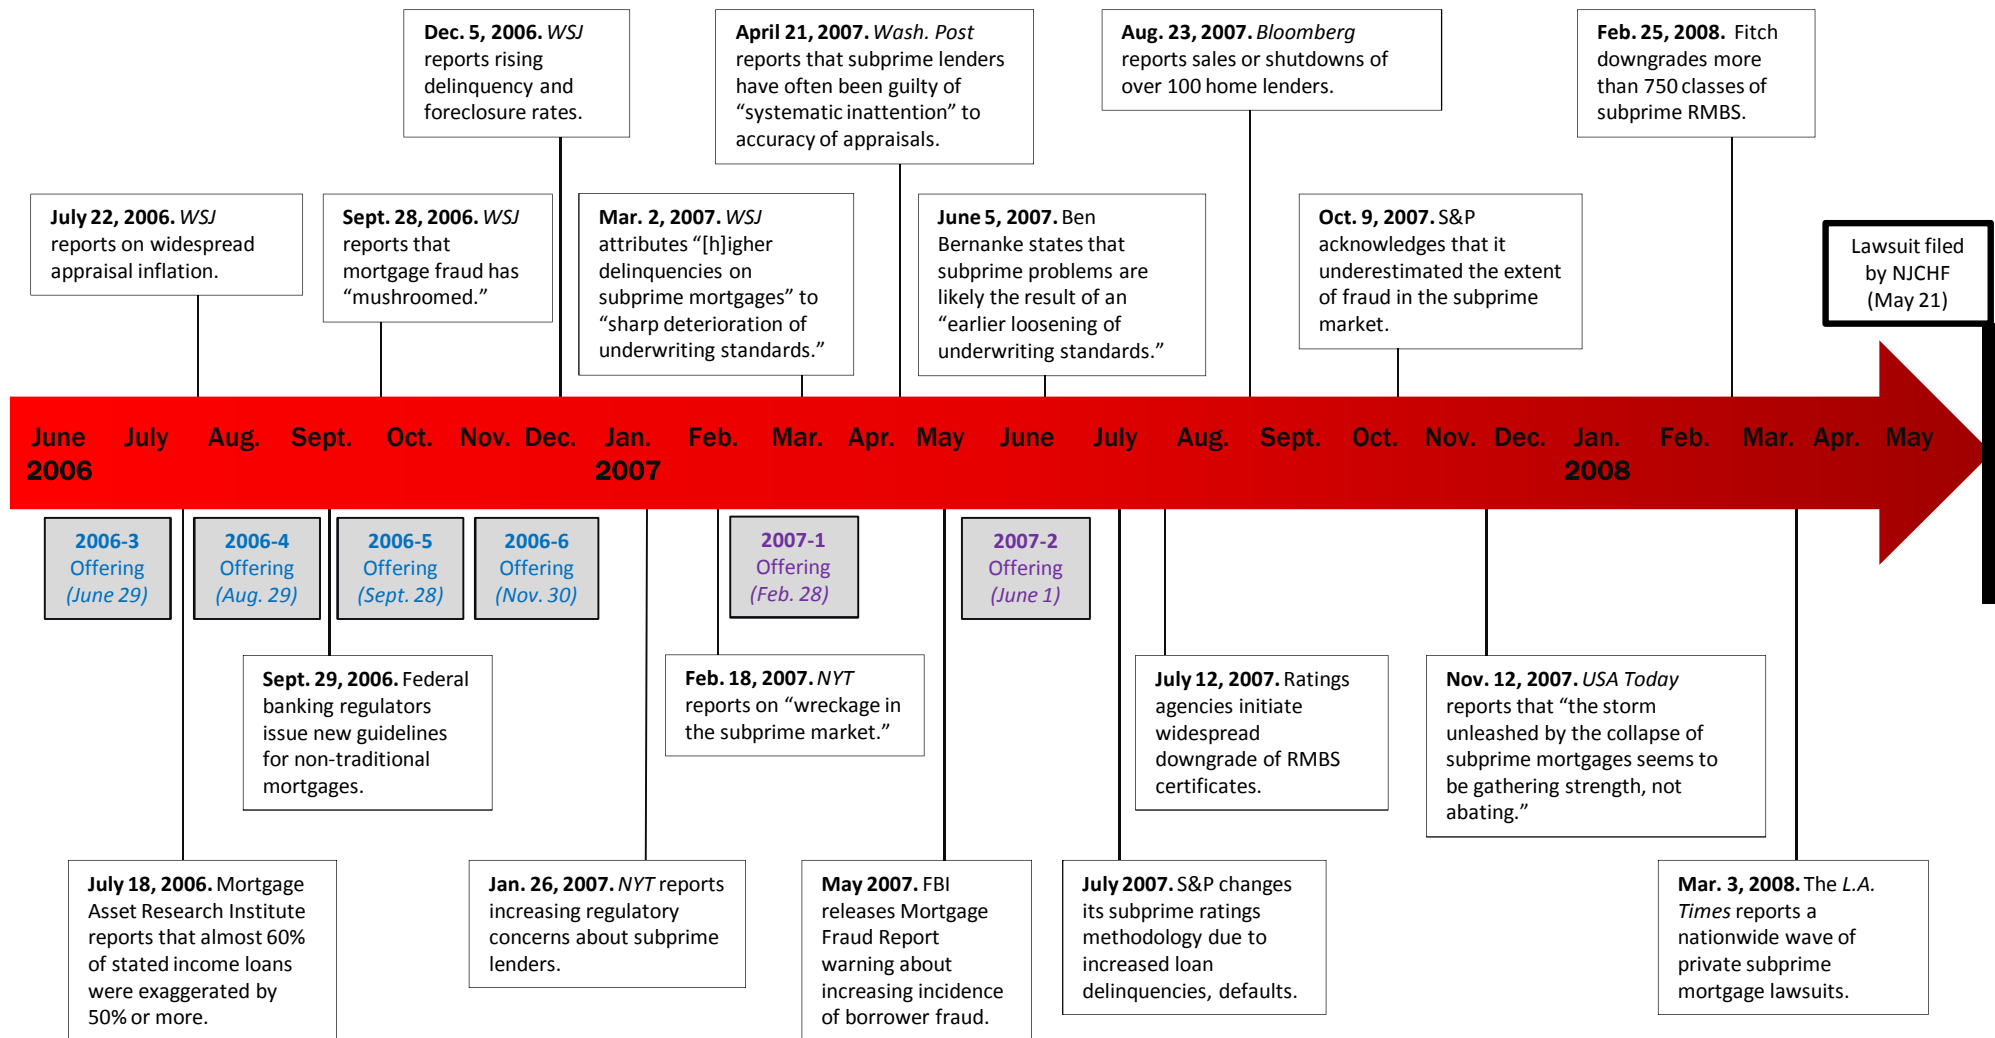 Dec. 5, 2006. WSJ
reports rising
delinquency and
foreclosure rates.
April 21, 2007. Wash. Post
reports that subprime lenders
have often been guilty of
“systematic inattention” to
accuracy of appraisals.
Aug. 23, 2007. Bloomberg
reports sales or shutdowns of
over 100 home lenders.
Feb. 25, 2008. Fitch
downgrades more
than 750 classes of
subprime RMBS.
July 22, 2006. WSJ
reports on widespread
appraisal inflation.
Sept. 28, 2006. WSJ
reports that
mortgage fraud has
“mushroomed.”
Mar. 2, 2007. WSJ
attributes “[h]igher
delinquencies on
subprime mortgages” to
“sharp deterioration of
underwriting standards.”
June 5, 2007. Ben
Bernanke states that
subprime problems are
likely the result of an
“earlier loosening of
underwriting standards.”
Oct. 9, 2007. S&P
acknowledges that it
underestimated the extent
of fraud in the subprime
market.
Lawsuit filed
by NJCHF
(May 21)
June July Aug. Sept. Oct. Nov. Dec. Jan. Feb. Mar. Apr. May June July Aug. Sept. Oct. Nov. Dec. Jan. Feb. Mar. Apr. May
2006 2007 2008
2006-3
Offering
(June 29)
2006-4
Offering
(Aug. 29)
2006-5
Offering
(Sept. 28)
2006-6
Offering
(Nov. 30)
2007-1
Offering
(Feb. 28)
2007-2
Offering
(June 1)
Sept. 29, 2006. Federal
banking regulators
issue new guidelines
for non-traditional
mortgages.
Feb. 18, 2007. NYT
reports on “wreckage in
the subprime market.”
July 12, 2007. Ratings
agencies initiate
widespread
downgrade of RMBS
certificates.
Nov. 12, 2007. USA Today
reports that “the storm
unleashed by the collapse of
subprime mortgages seems to
be gathering strength, not
abating.”
July 18, 2006. Mortgage
Asset Research Institute
reports that almost 60%
of stated income loans
were exaggerated by
50% or more.
Jan. 26, 2007. NYT reports
increasing regulatory
concerns about subprime
lenders.
May 2007. FBI
releases Mortgage
Fraud Report
warning about
increasing incidence
of borrower fraud.
July 2007. S&P changes
its subprime ratings
methodology due to
increased loan
delinquencies, defaults.
Mar. 3, 2008. The L.A.
Times reports a
nationwide wave of
private subprime
mortgage lawsuits.